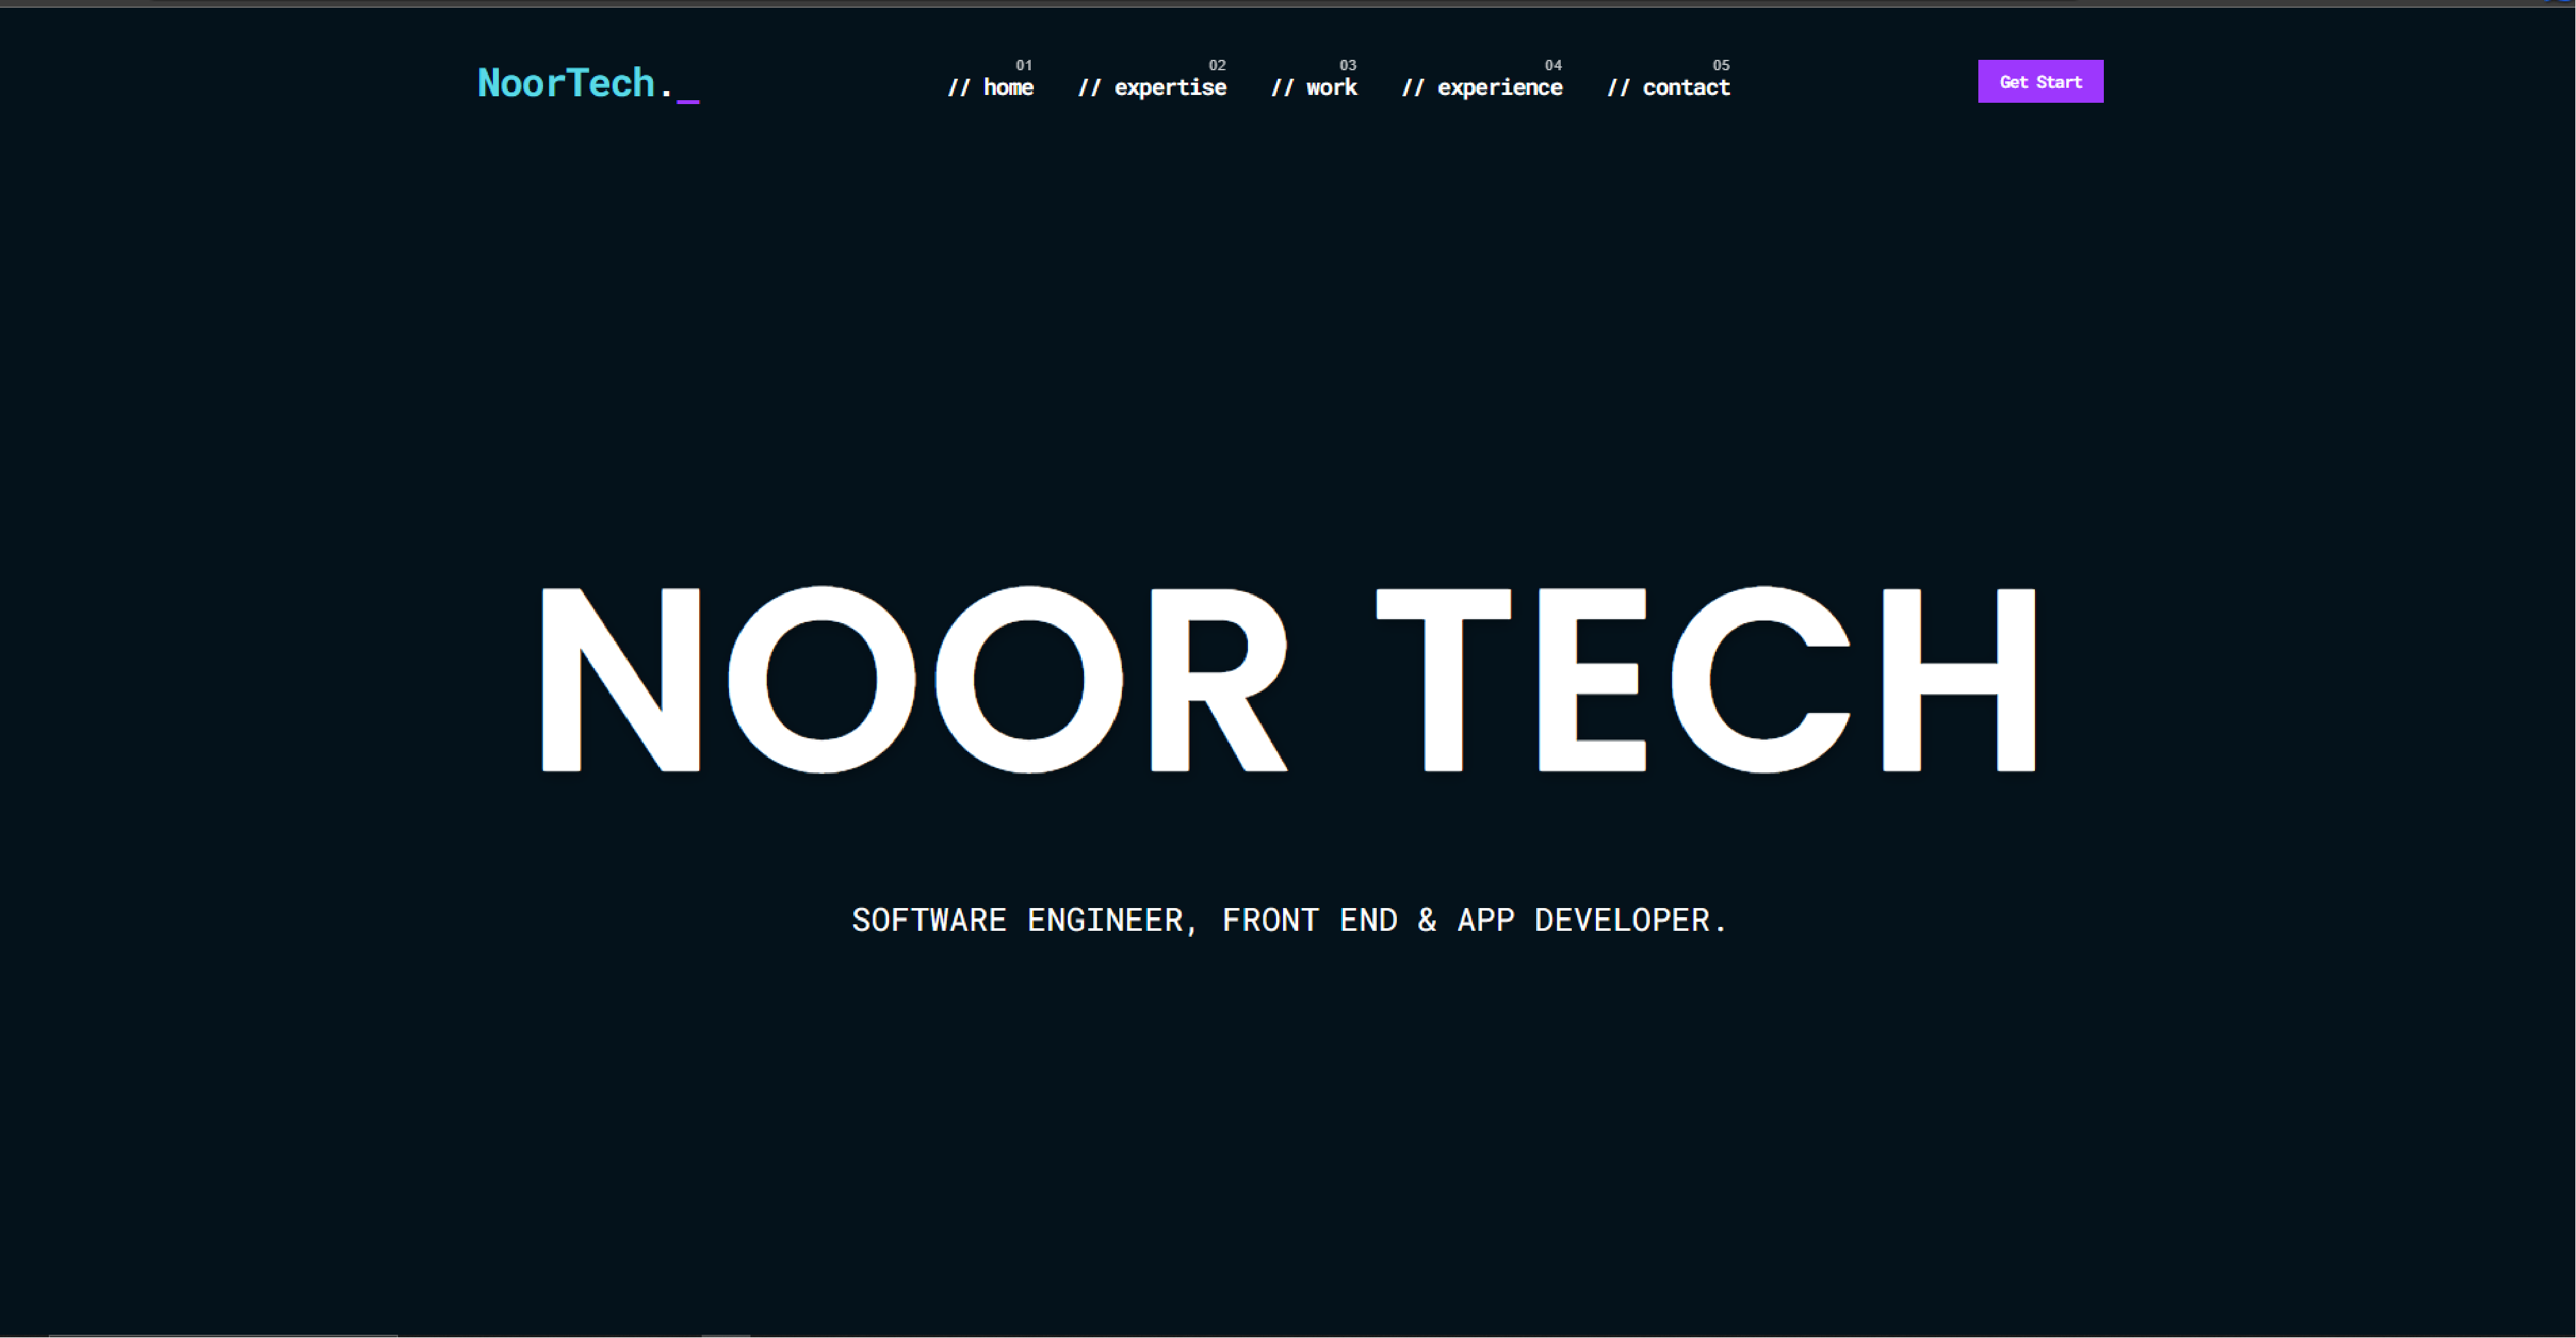 NoorTech._
01 02 03 04 05
// home // expertise // work // experience // contact
Get Start
NOOR TECH
SOFTWARE ENGINEER, FRONT END & APP DEVELOPER.